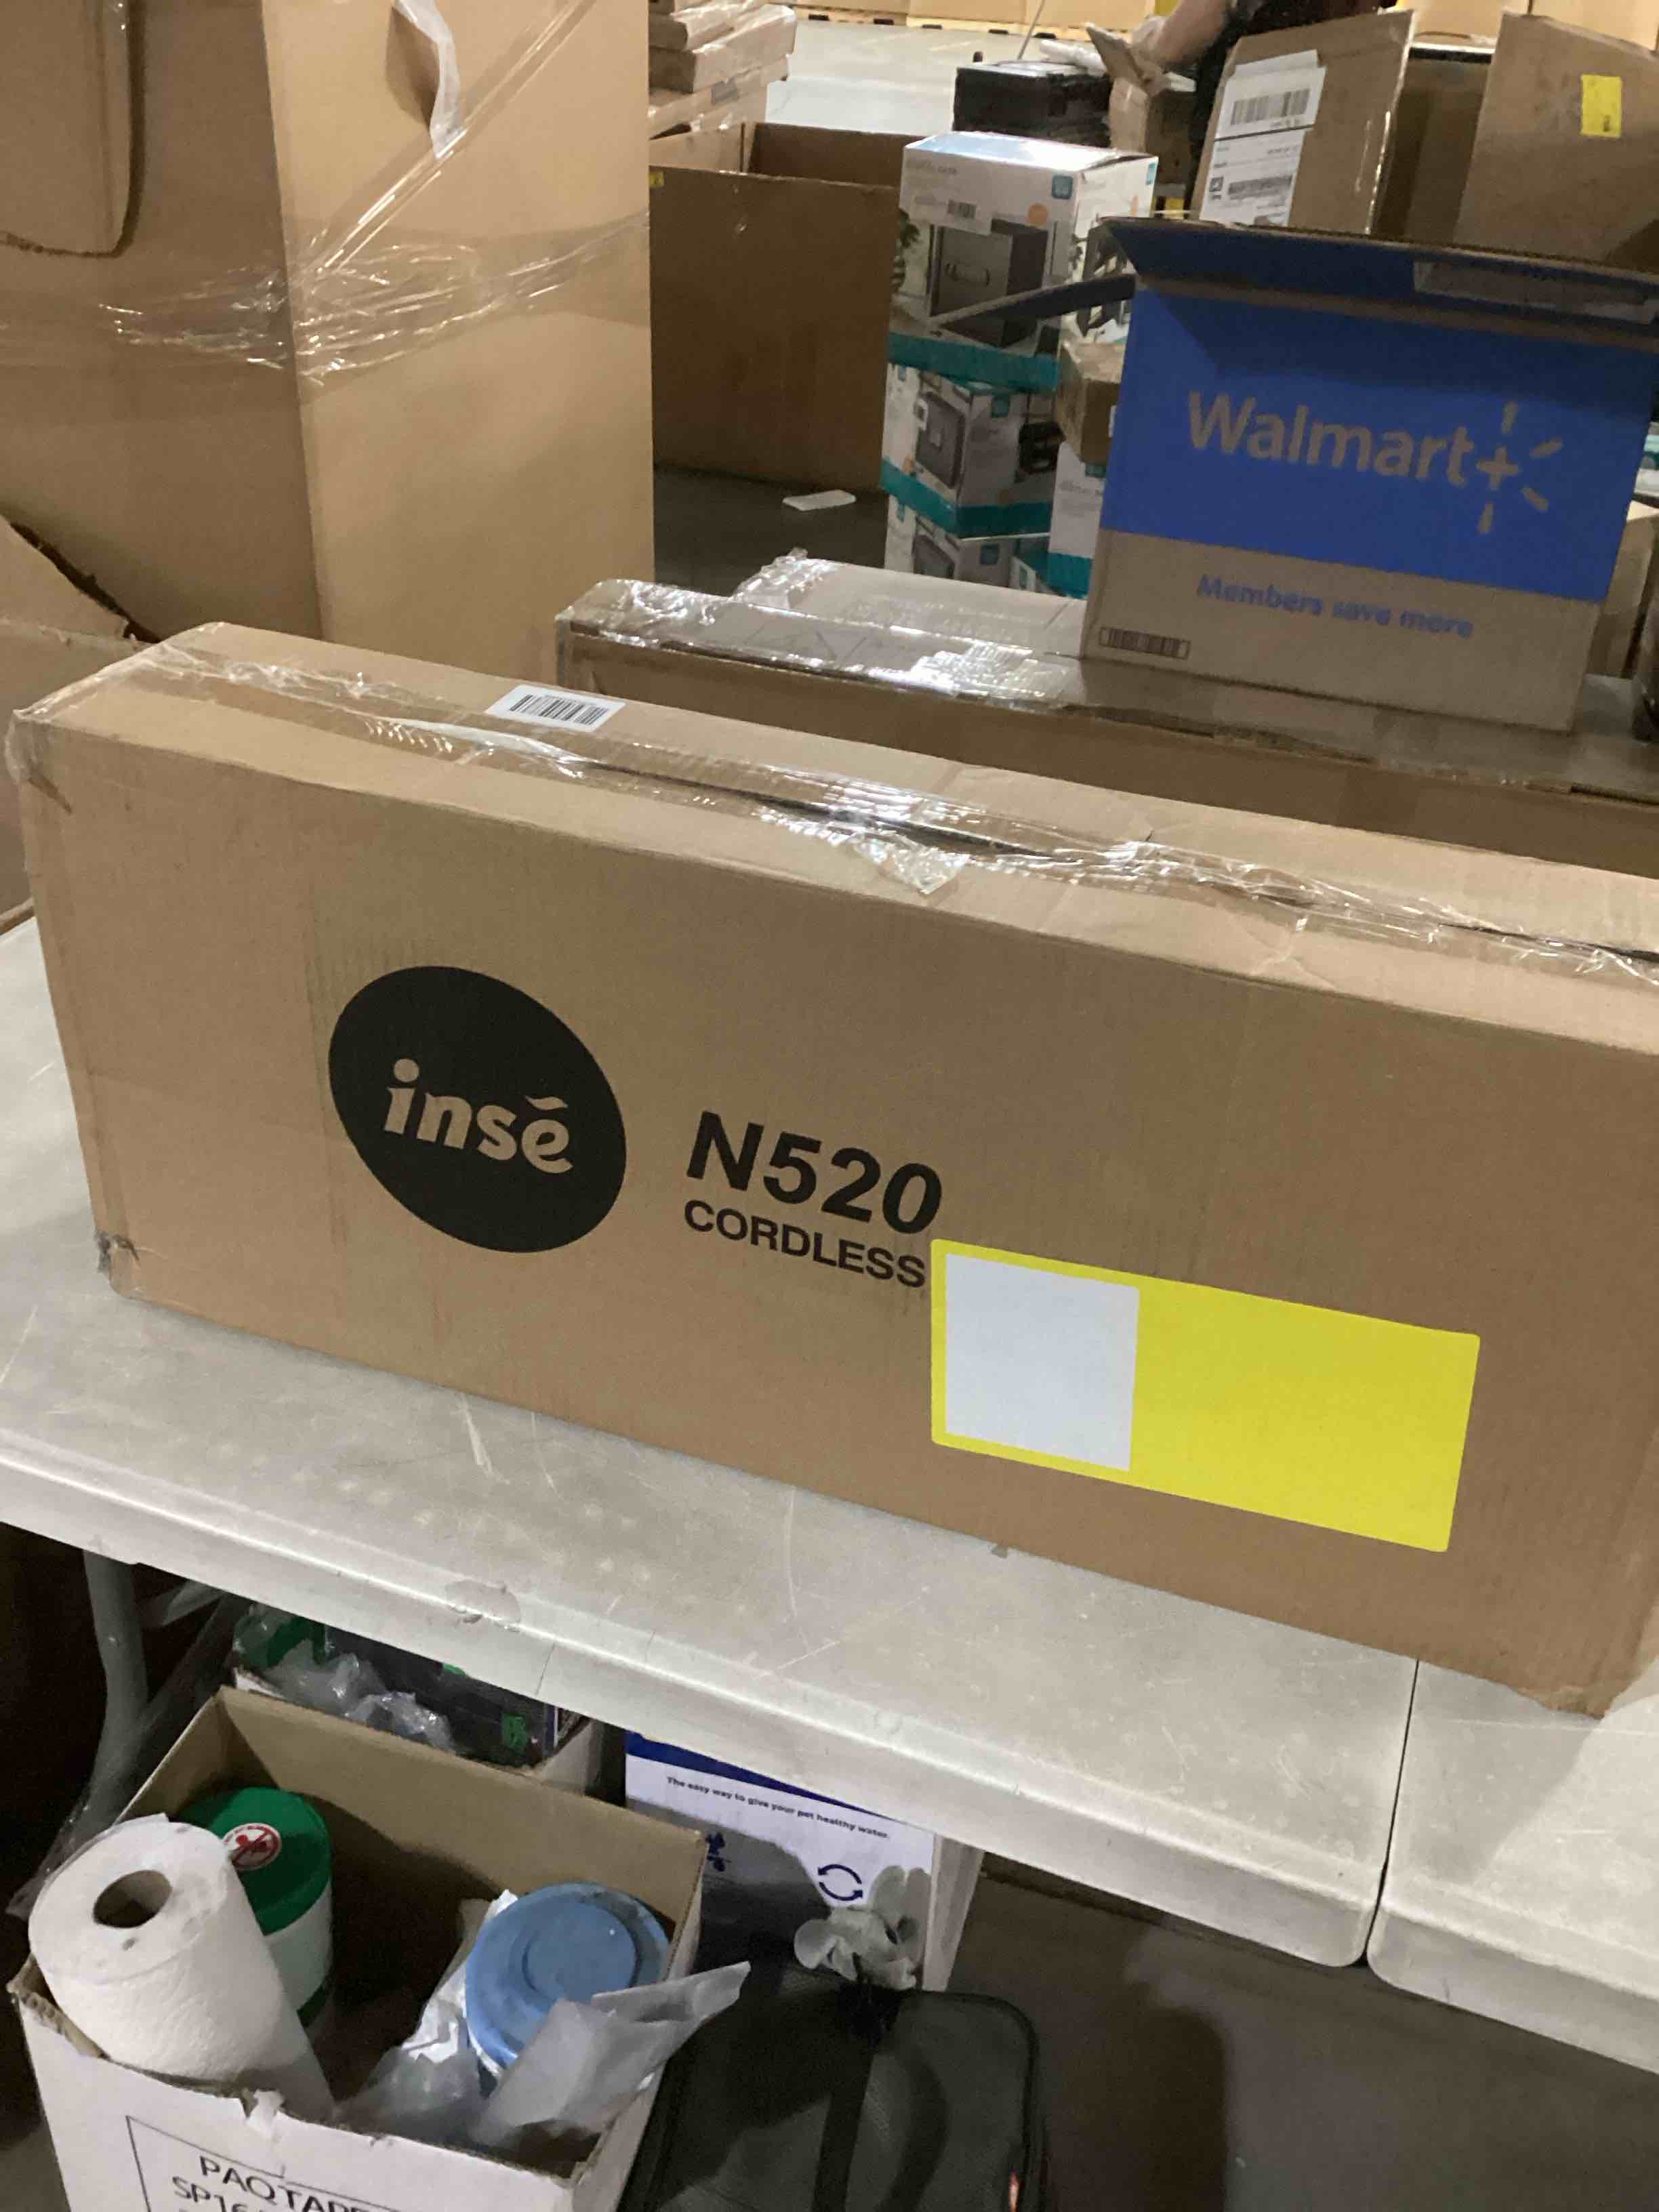 Walmart+
Members save more
insē
N520
CORDLESS
The easy way to give your pet healthy water.
PAQTAPE